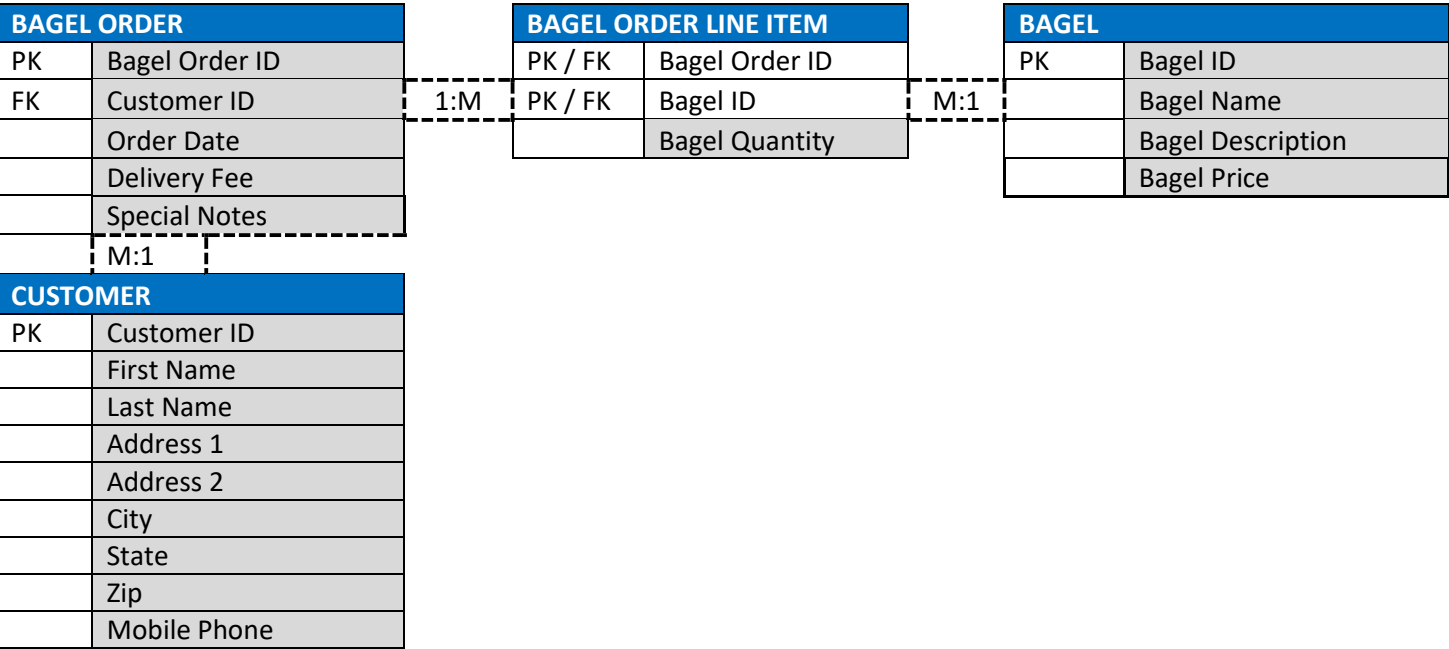 BAGEL ORDER
PK Bagel Order ID
FK Customer ID
Order Date
Delivery Fee
Special Notes
1:M
BAGEL ORDER LINE ITEM
PK / FK Bagel Order ID
PK / FK Bagel ID
Bagel Quantity
M:1
BAGEL
PK Bagel ID
Bagel Name
Bagel Description
Bagel Price
M:1
CUSTOMER
PK Customer ID
First Name
Last Name
Address 1
Address 2
City
State
Zip
Mobile Phone